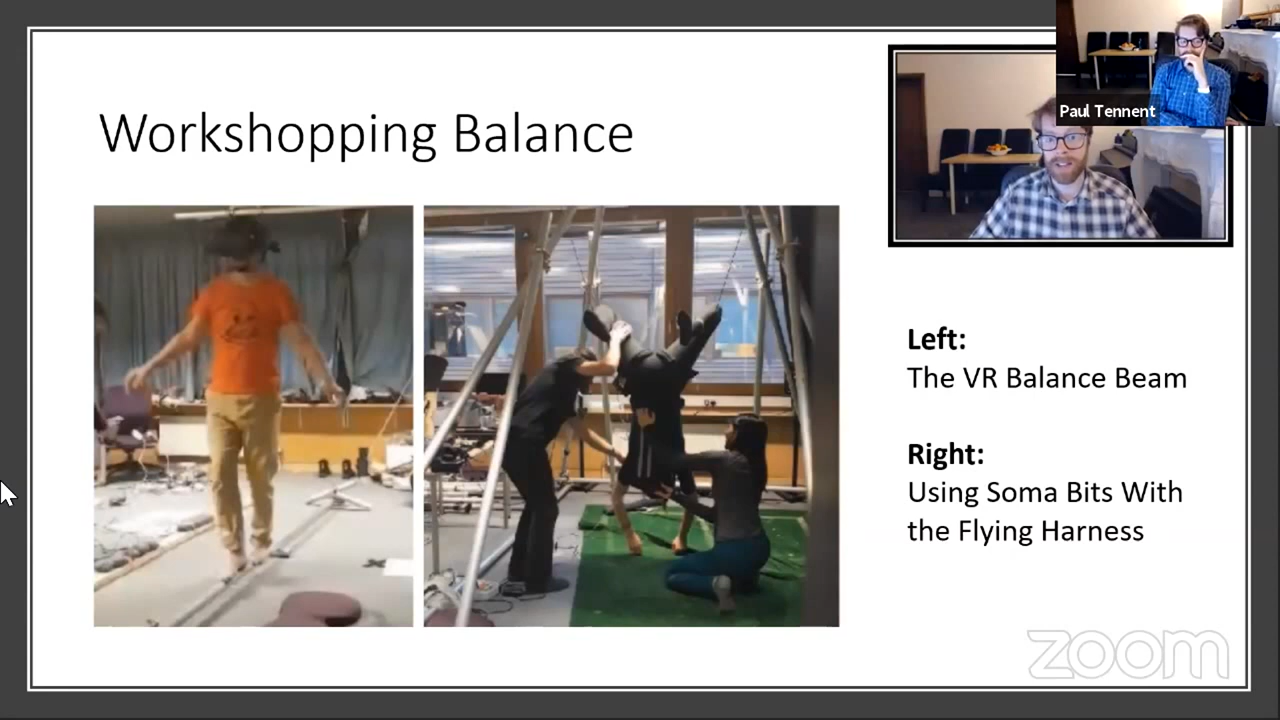 Workshopping Balance
Paul Tennent
Left:
The VR Balance Beam
Right:
Using Soma Bits With
the Flying Harness
zoom